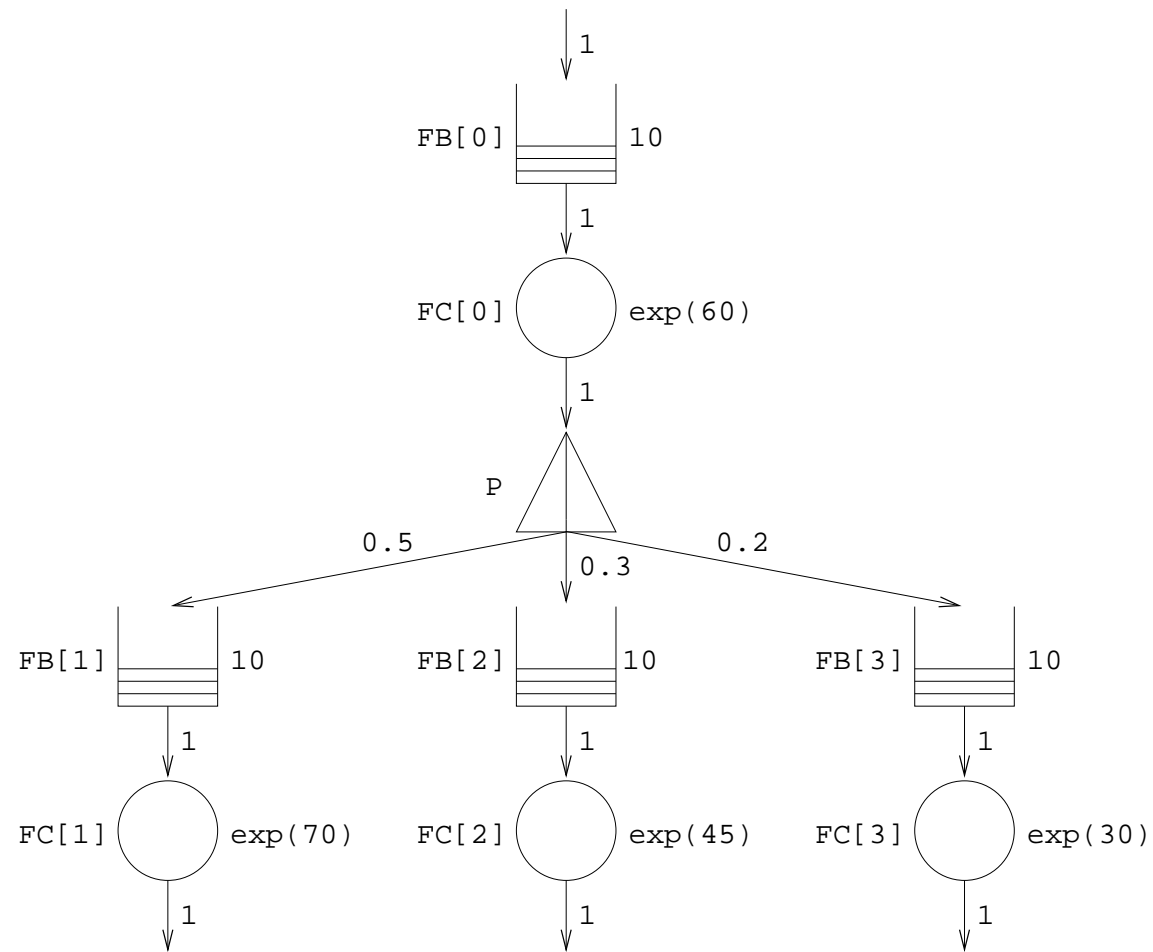 1
FB[0] 10
1
FC[0] exp(60)
1
P
0.5 0.3 0.2
FB[1] 10 FB[2] 10 FB[3] 10
1 1 1
FC[1] exp(70) FC[2] exp(45) FC[3] exp(30)
1 1 1